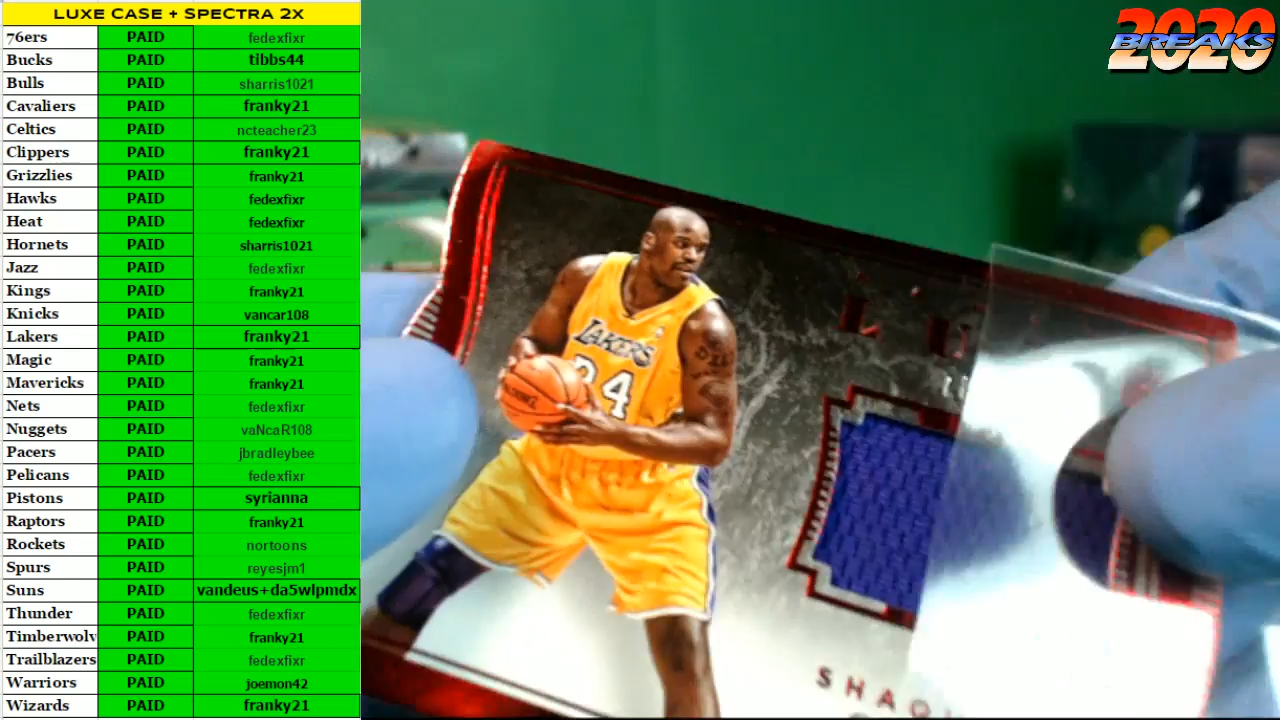 LUXE CASE + SPECTRA 2X
76ers PAID fedexfixr
Bucks PAID tibbs44
Bulls PAID sharris1021
Cavaliers PAID franky21
Celtics PAID ncteacher23
Clippers PAID franky21
Grizzlies PAID franky21
Hawks PAID fedexfixr
Heat PAID fedexfixr
Hornets PAID sharris1021
Jazz PAID fedexfixr
Kings PAID franky21
Knicks PAID vancar108
Lakers PAID franky21
Magic PAID franky21
Mavericks PAID franky21
Nets PAID fedexfixr
Nuggets PAID vaNcaR108
Pacers PAID jbradleybee
Pelicans PAID fedexfixr
Pistons PAID syrianna
Raptors PAID franky21
Rockets PAID nortoons
Spurs PAID reyesjm1
Suns PAID vandeus+da5wlpmdx
Thunder PAID fedexfixr
Timberwolv PAID franky21
Trailblazers PAID fedexfixr
Warriors PAID joemon42
Wizards PAID franky21
2020
BREAKS
LAKERS
34
SHAQ